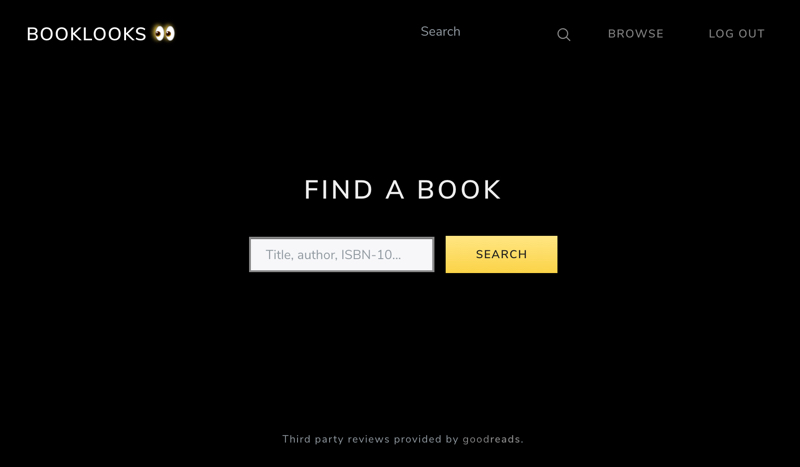 BOOKLOOKS 👀
Search
BROWSE
LOG OUT
FIND A BOOK
Title, author, ISBN-10...
SEARCH
Third party reviews provided by goodreads.